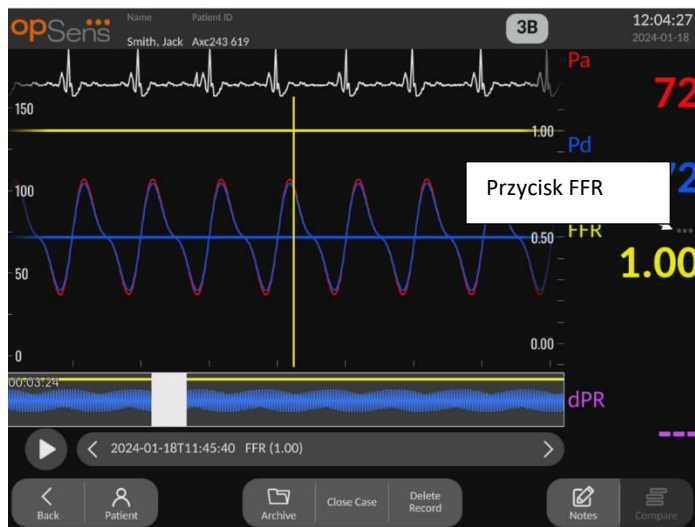 opSens
Name Patient ID
Smith, Jack Axc243 619
3B
12:04:27
2024-01-18
Pa
72
150
1.00
Pd
Przycisk FFR
72
100
0.50
FFR
...
1.00
50
0.00
0
00:03:24
dPR
---
2024-01-18T11:45:40 FFR (1.00)
Back
Patient
Archive
Close Case
Delete
Record
Notes
Compare